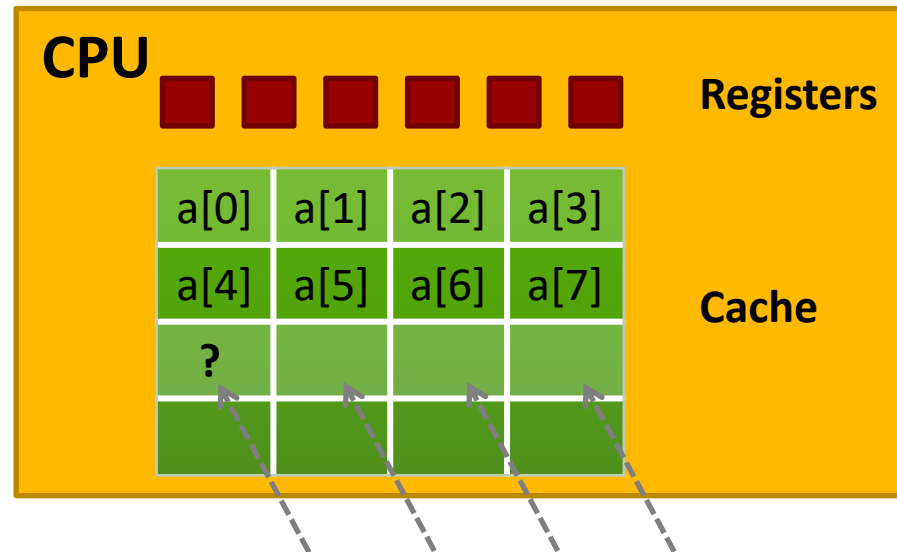 CPU
Registers
a[0] a[1] a[2] a[3]
a[4] a[5] a[6] a[7]
Cache
?